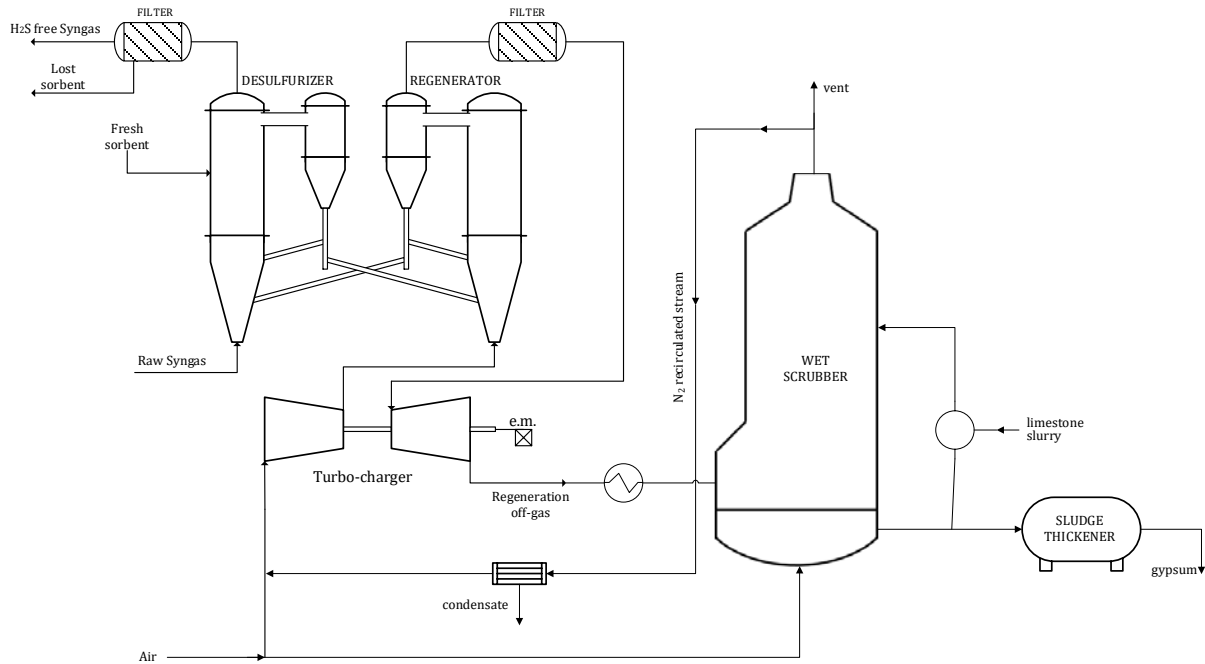 FILTER
FILTER
H2S free Syngas
Lost
sorbent
DESULFURIZER
REGENERATOR
vent
Fresh
sorbent
N2 recirculated stream
Raw Syngas
WET
SCRUBBER
e.m.
limestone
slurry
Turbo-charger
Regeneration
off-gas
SLUDGE
THICKENER
gypsum
condensate
Air